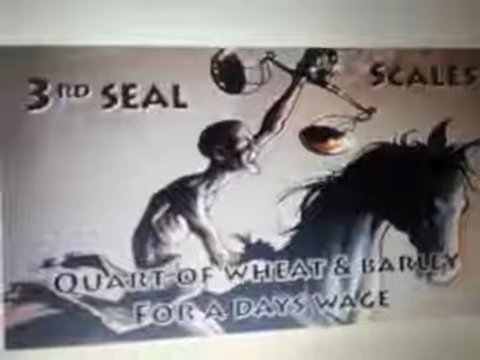 3RD SEAL
SCALES
QUART OF WHEAT & BARLEY
FOR A DAYS WAGE